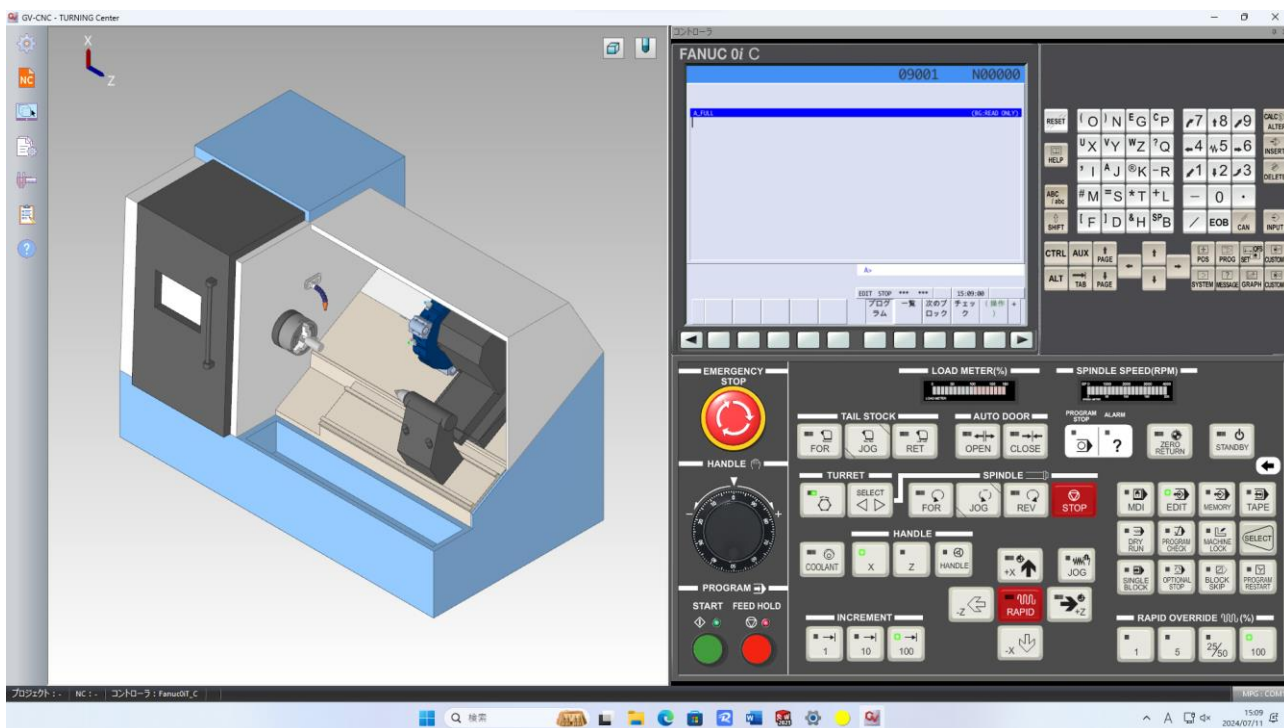 GV-CNC - TURNING Center
コントローラ
X
Z
NC
FANUC 0i C
O9001 N00000
A_FULL (BG:READ ONLY)
A>
EDIT STOP *** *** 15:09:00
プログラム 一覧 次のブロック チェック (操作) +
RESET
HELP
ABC / abc
SHIFT
( O ) N E G C P
U X V Y W Z ? Q
, I A J @ K - R
# M = S * T + L
[ F ] D & H SP B
7 8 9
4 5 6
1 2 3
- 0 .
/ EOB CAN
CALC ALTER
INSERT
DELETE
INPUT
CTRL AUX PAGE
ALT TAB PAGE
POS PROG OFS SET CUSTOM
SYSTEM MESSAGE GRAPH CUSTOM
EMERGENCY STOP
LOAD METER(%)
SPINDLE SPEED(RPM)
TAIL STOCK
FOR JOG RET
AUTO DOOR
OPEN CLOSE
PROGRAM STOP ALARM
?
ZERO RETURN
STANDBY
HANDLE
TURRET
SELECT
SPINDLE
FOR JOG REV STOP
MDI EDIT MEMORY TAPE
DRY RUN PROGRAM CHECK MACHINE LOCK SELECT
SINGLE BLOCK OPTIONAL STOP BLOCK SKIP PROGRAM RESTART
HANDLE
COOLANT X Z HANDLE
+X JOG
-Z RAPID +Z
-X
PROGRAM
START FEED HOLD
INCREMENT
1 10 100
RAPID OVERRIDE (%)
1 5 25/50 100
プロジェクト : - NC : - コントローラ : Fanuc0iT_C
MPG : COM
検索
A
15:09
2024/07/11